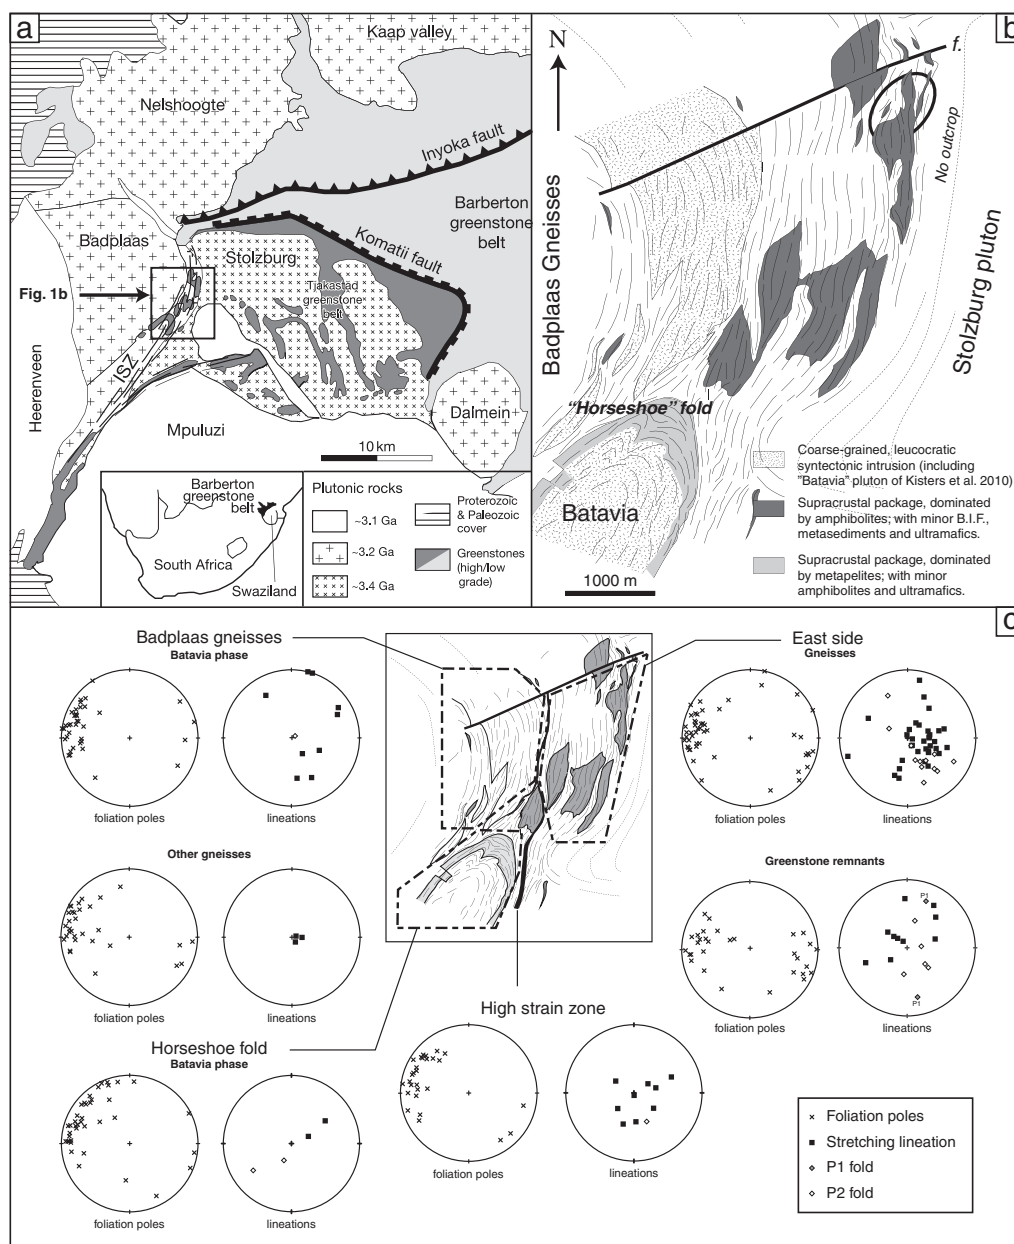 a
Kaap valley
Nelshoogte
Inyoka fault
Barberton
greenstone
belt
Badplaas
Stolzburg
Komatii fault
Tjakastad
greenstone
belt
Fig. 1b
ISZ
Heerenveen
Mpuluzi
Dalmein
10 km
Barberton
greenstone
belt
South Africa
Swaziland
Plutonic rocks
~3.1 Ga
~3.2 Ga
~3.4 Ga
Proterozoic
& Paleozoic
cover
Greenstones
(high/low
grade)
b
N
f.
No outcrop
Badplaas Gneisses
Stolzburg pluton
"Horseshoe" fold
Batavia
1000 m
Coarse-grained, leucocratic
syntectonic intrusion (including
"Batavia" pluton of Kisters et al. 2010)
Supracrustal package, dominated
by amphibolites; with minor B.I.F.,
metasediments and ultramafics.
Supracrustal package, dominated
by metapelites; with minor
amphibolites and ultramafics.
c
Badplaas gneisses
Batavia phase
foliation poles
lineations
Other gneisses
foliation poles
lineations
Horseshoe fold
Batavia phase
foliation poles
lineations
High strain zone
foliation poles
lineations
East side
Gneisses
foliation poles
lineations
Greenstone remnants
P1
P1
foliation poles
lineations
Foliation poles
Stretching lineation
P1 fold
P2 fold